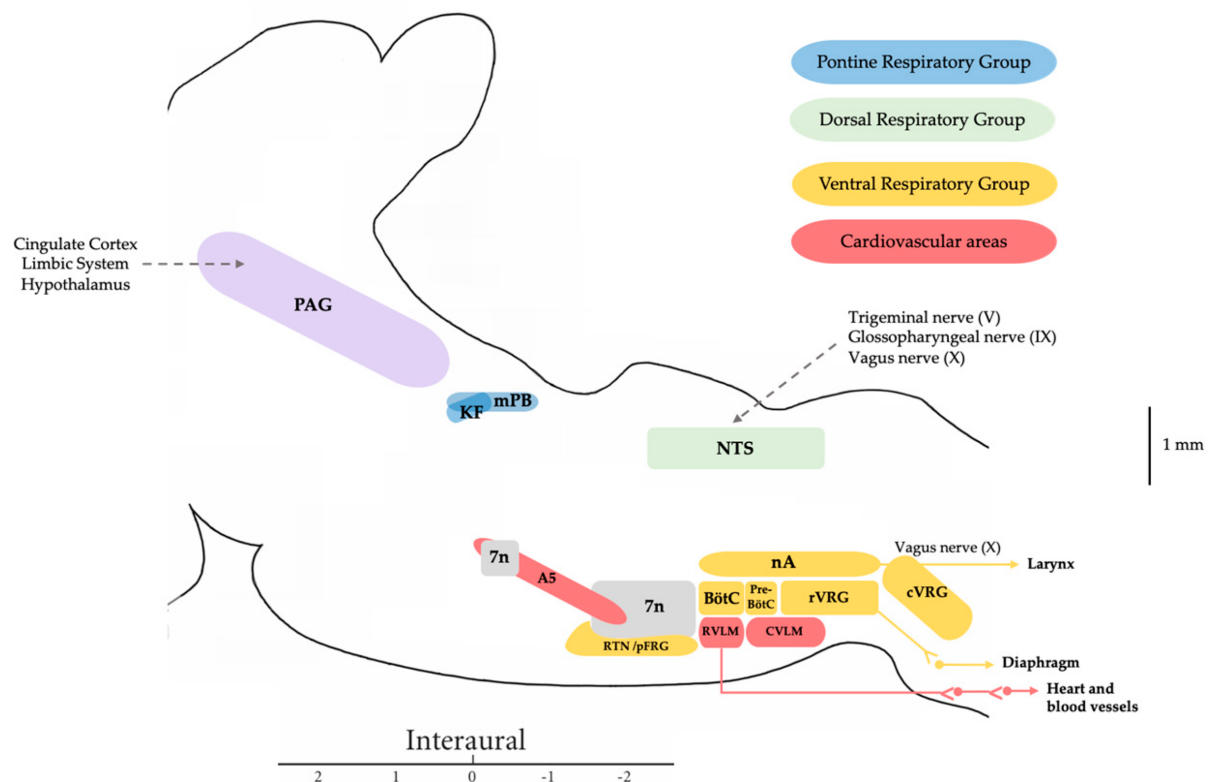 Pontine Respiratory Group
Dorsal Respiratory Group
Ventral Respiratory Group
Cardiovascular areas
Cingulate Cortex
Limbic System
Hypothalamus
PAG
Trigeminal nerve (V)
Glossopharyngeal nerve (IX)
Vagus nerve (X)
mPB
KF
NTS
1 mm
7n
A5
7n
RTN /pFRG
nA
Vagus nerve (X)
Larynx
BötC
Pre-
BötC
rVRG
cVRG
RVLM
CVLM
Diaphragm
Heart and
blood vessels
Interaural
2 1 0 -1 -2